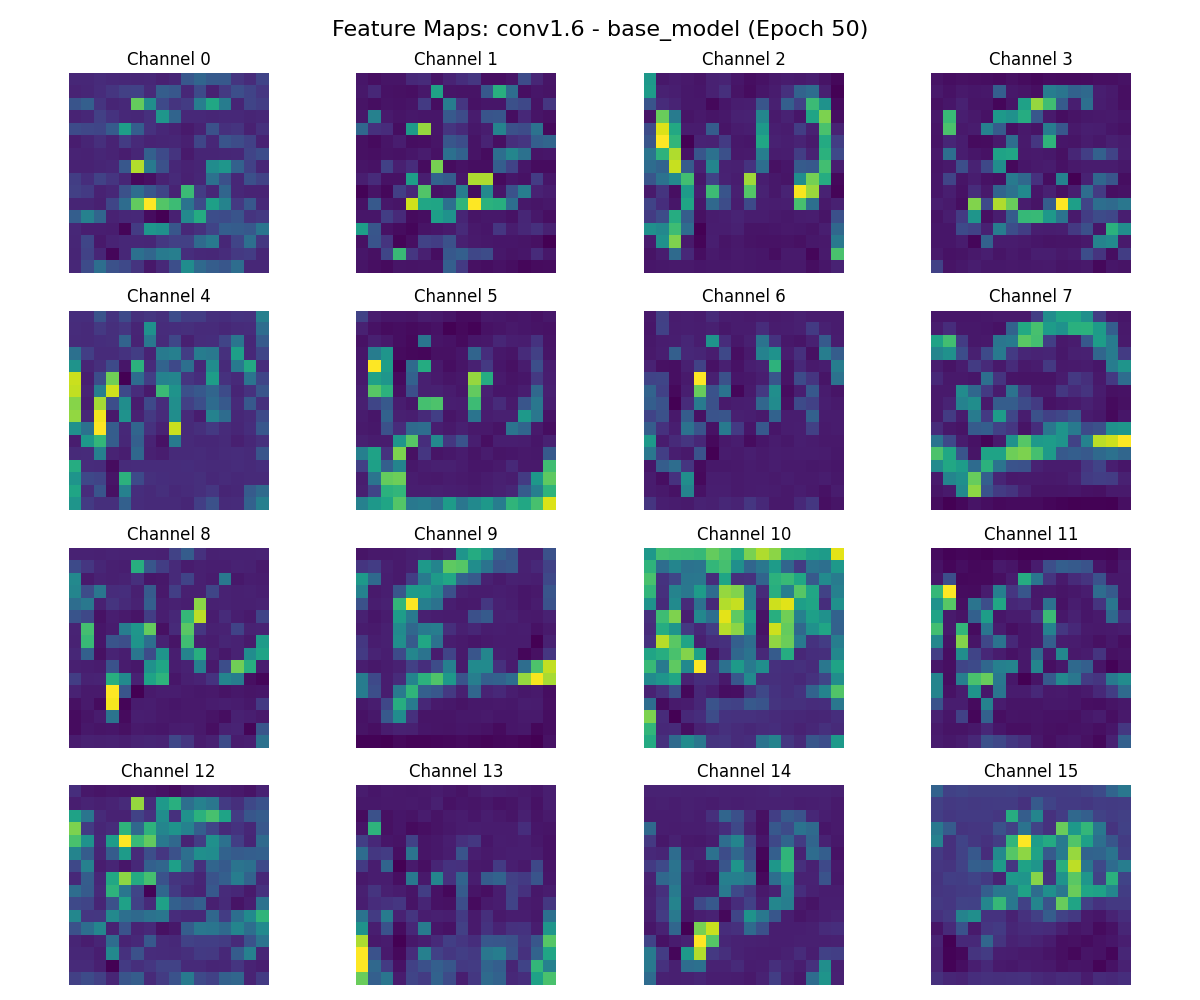 Feature Maps: conv1.6 - base_model (Epoch 50)
Channel 0
Channel 1
Channel 2
Channel 3
Channel 4
Channel 5
Channel 6
Channel 7
Channel 8
Channel 9
Channel 10
Channel 11
Channel 12
Channel 13
Channel 14
Channel 15